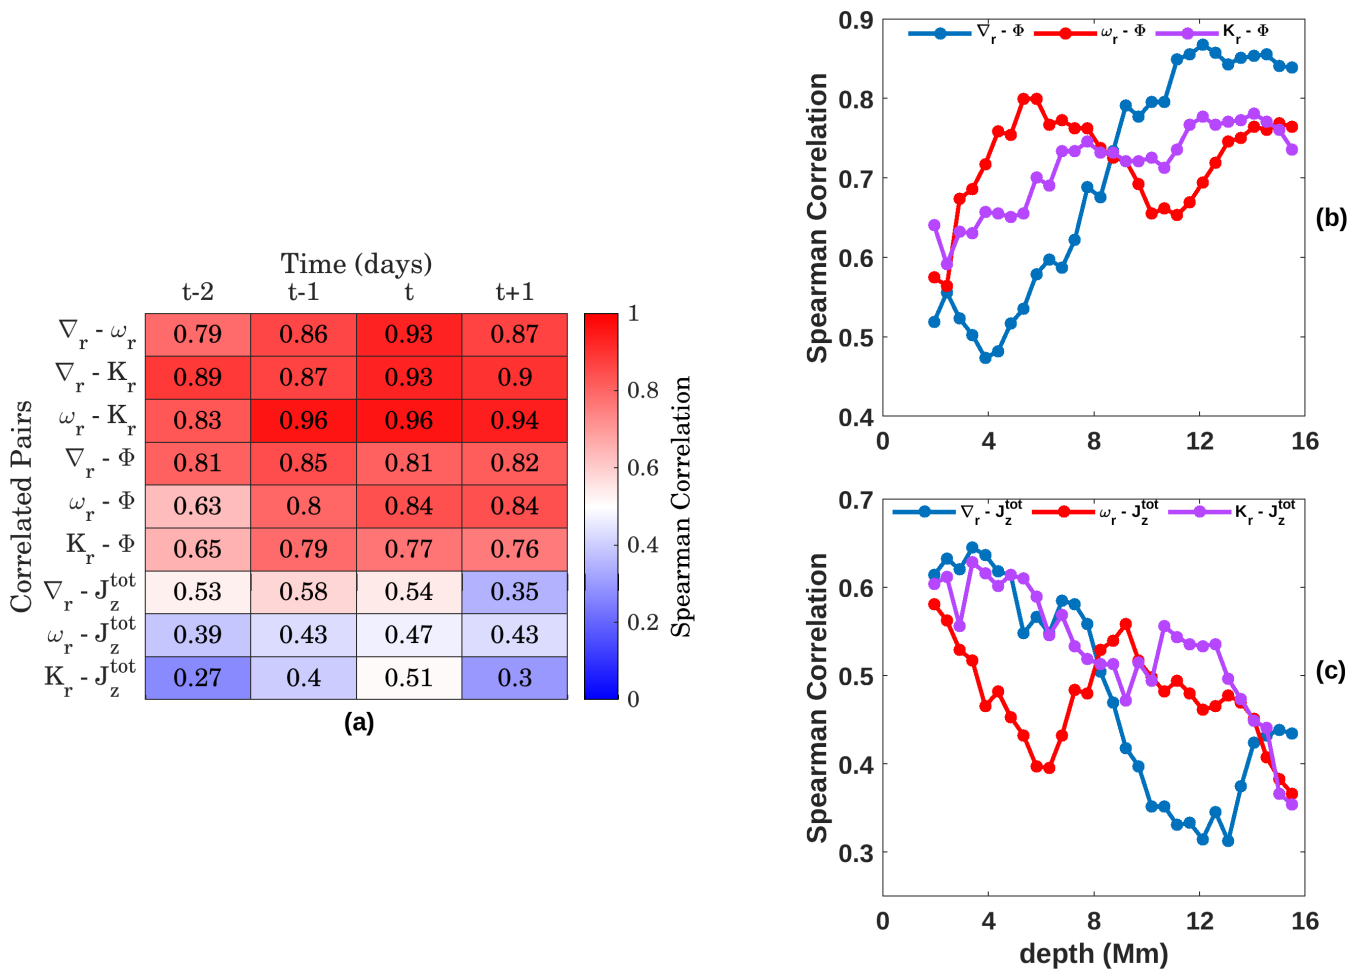 Time (days)
t-2 t-1 t t+1
Correlated Pairs
∇r - ωr 0.79 0.86 0.93 0.87
∇r - Kr 0.89 0.87 0.93 0.9
ωr - Kr 0.83 0.96 0.96 0.94
∇r - Φ 0.81 0.85 0.81 0.82
ωr - Φ 0.63 0.8 0.84 0.84
Kr - Φ 0.65 0.79 0.77 0.76
∇r - Jztot 0.53 0.58 0.54 0.35
ωr - Jztot 0.39 0.43 0.47 0.43
Kr - Jztot 0.27 0.4 0.51 0.3
1
0.8
0.6
0.4
0.2
0
Spearman Correlation
(a)
∇r - Φ ωr - Φ Kr - Φ
0.9
0.8
0.7
0.6
0.5
0.4
Spearman Correlation
0 4 8 12 16
(b)
∇r - Jztot ωr - Jztot Kr - Jztot
0.7
0.6
0.5
0.4
0.3
Spearman Correlation
0 4 8 12 16
depth (Mm)
(c)